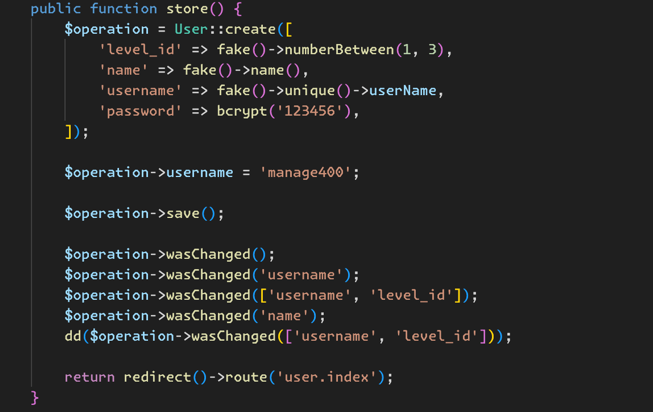 public function store() {
$operation = User::create([
'level_id' => fake()->numberBetween(1, 3),
'name' => fake()->name(),
'username' => fake()->unique()->userName,
'password' => bcrypt('123456'),
]);
$operation->username = 'manage400';
$operation->save();
$operation->wasChanged();
$operation->wasChanged('username');
$operation->wasChanged(['username', 'level_id']);
$operation->wasChanged('name');
dd($operation->wasChanged(['username', 'level_id']));
return redirect()->route('user.index');
}